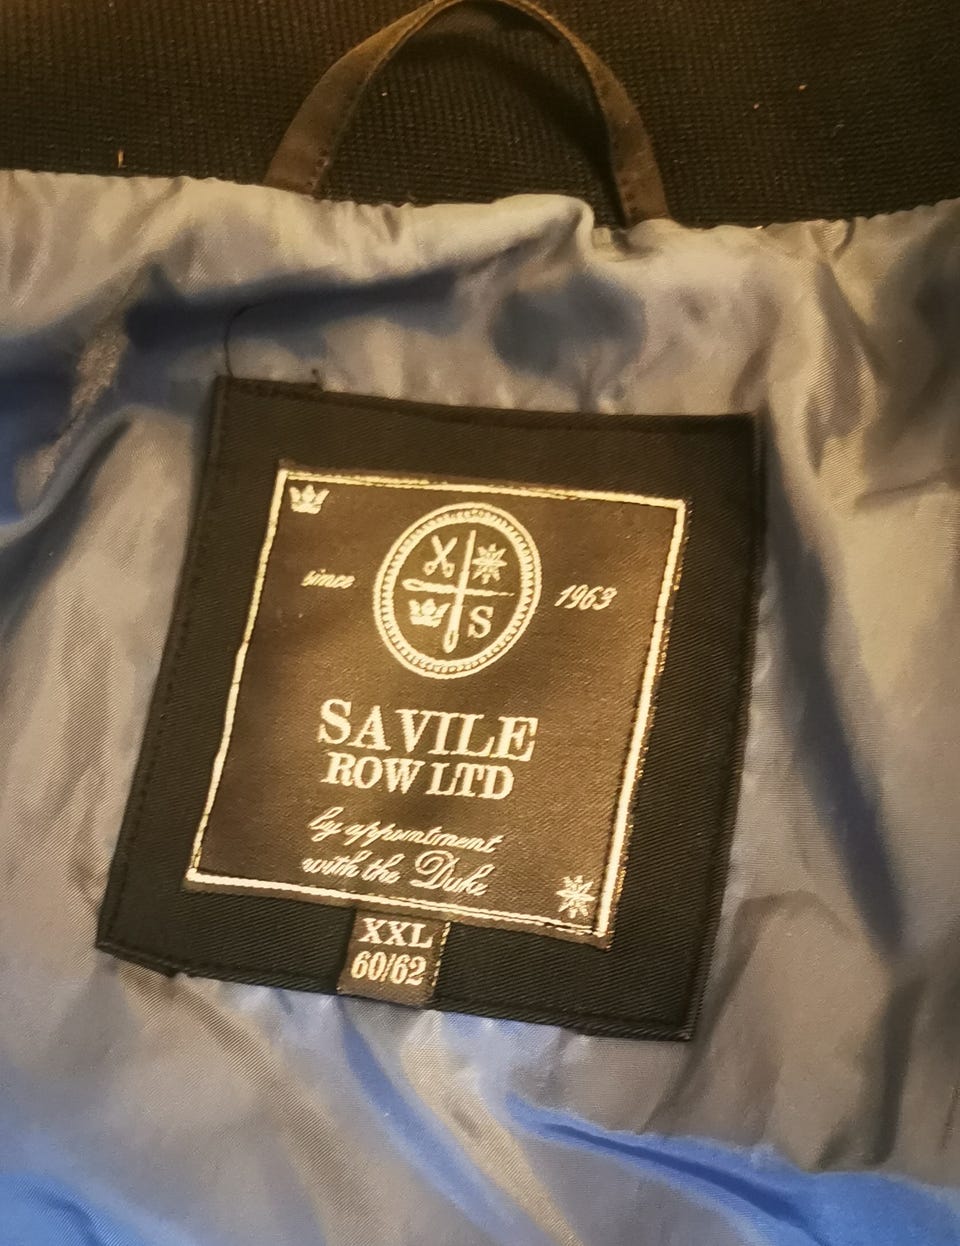 since 1963
S
SAVILE
ROW LTD
by appointment
with the Duke
XXL
60/62